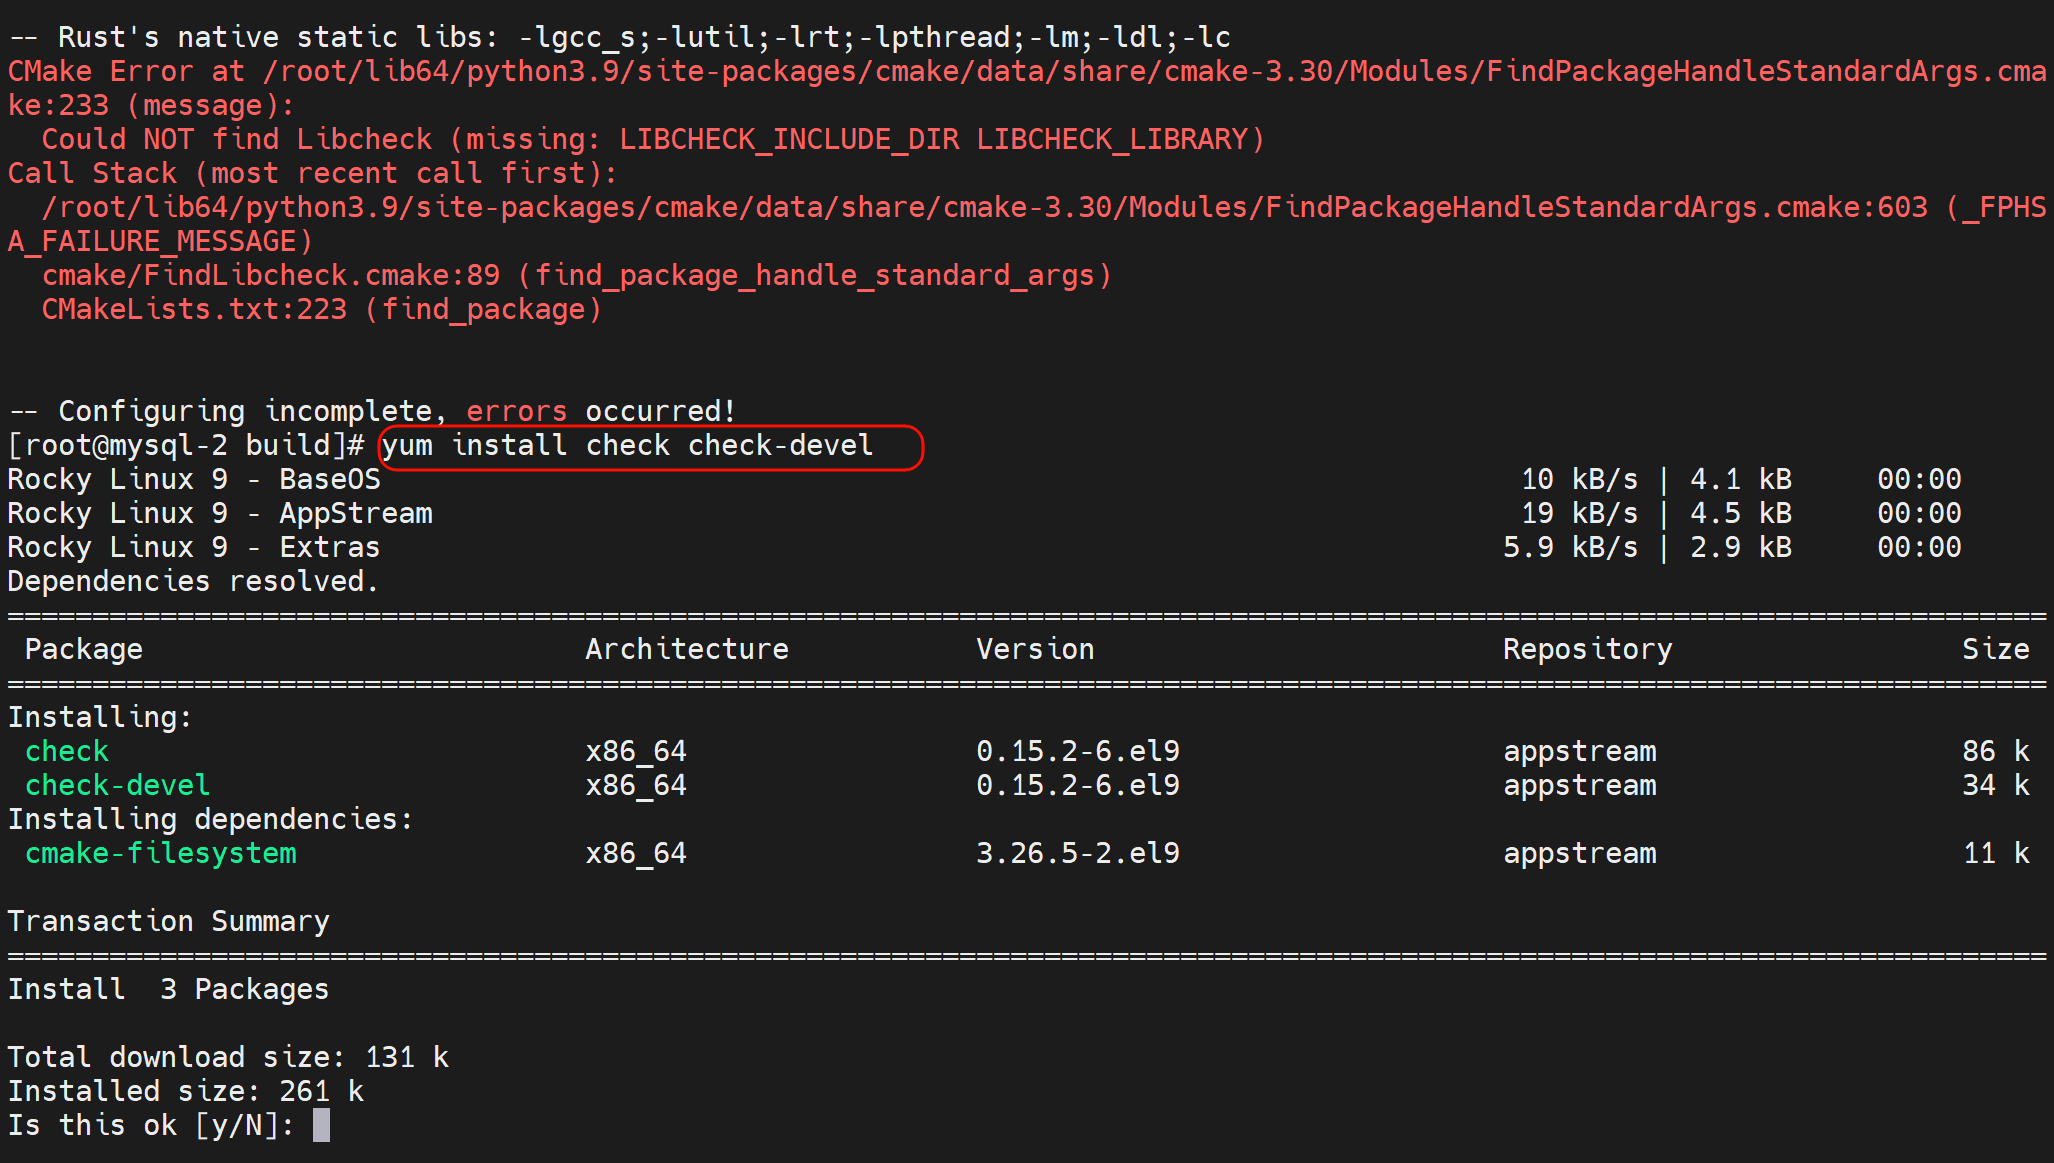 -- Rust's native static libs: -lgcc_s;-lutil;-lrt;-lpthread;-lm;-ldl;-lc
CMake Error at /root/lib64/python3.9/site-packages/cmake/data/share/cmake-3.30/Modules/FindPackageHandleStandardArgs.cma
ke:233 (message):
  Could NOT find Libcheck (missing: LIBCHECK_INCLUDE_DIR LIBCHECK_LIBRARY)
Call Stack (most recent call first):
  /root/lib64/python3.9/site-packages/cmake/data/share/cmake-3.30/Modules/FindPackageHandleStandardArgs.cmake:603 (_FPHS
A_FAILURE_MESSAGE)
  cmake/FindLibcheck.cmake:89 (find_package_handle_standard_args)
  CMakeLists.txt:223 (find_package)
-- Configuring incomplete, errors occurred!
[root@mysql-2 build]# yum install check check-devel
Rocky Linux 9 - BaseOS 10 kB/s | 4.1 kB 00:00
Rocky Linux 9 - AppStream 19 kB/s | 4.5 kB 00:00
Rocky Linux 9 - Extras 5.9 kB/s | 2.9 kB 00:00
Dependencies resolved.
========================================================================================================================
 Package Architecture Version Repository Size
========================================================================================================================
Installing:
 check x86_64 0.15.2-6.el9 appstream 86 k
 check-devel x86_64 0.15.2-6.el9 appstream 34 k
Installing dependencies:
 cmake-filesystem x86_64 3.26.5-2.el9 appstream 11 k
Transaction Summary
========================================================================================================================
Install  3 Packages
Total download size: 131 k
Installed size: 261 k
Is this ok [y/N]: